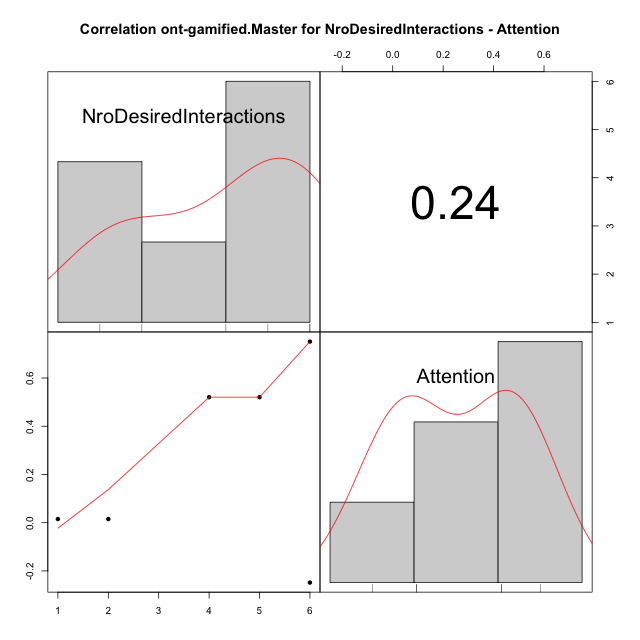 Correlation ont-gamified.Master for NroDesiredInteractions - Attention
-0.2 0.0 0.2 0.4 0.6
NroDesiredInteractions
0.24
6
5
4
3
2
1
Attention
0.6
0.4
0.2
0.0
-0.2
1 2 3 4 5 6